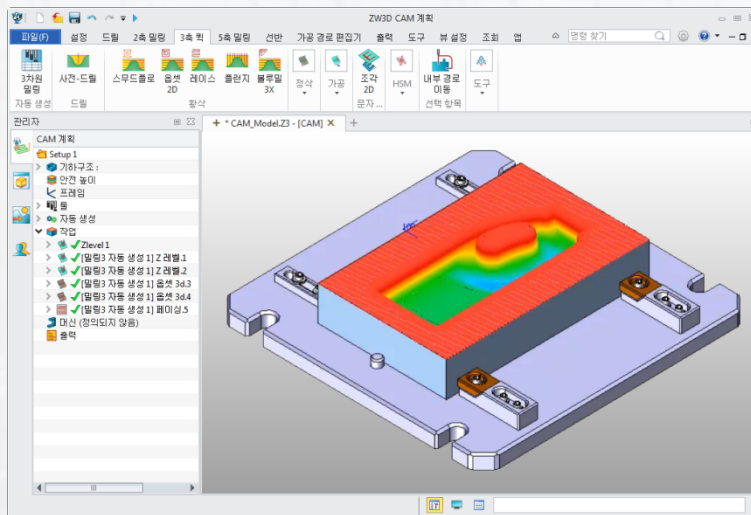 ZW3D CAM 계획
파일(F) 설정 드릴 2축 밀링 3축 퀵 5축 밀링 선반 가공 경로 편집기 출력 도구 뷰 설정 조회 앱 명령 찾기
3차원 밀링 사전-드릴 스무드플로 옵셋 2D 레이스 플런지 볼루밀 3X 정삭 가공 조각 2D HSM 내부 경로 이동 도구
자동 생성 드릴 황삭 문자 ... 선택 항목
관리자
* CAM_Model.Z3 - [CAM]
CAM 계획
Setup 1
기하구조 :
안전 높이
프레임
툴
자동 생성
작업
Zlevel 1
[밀링3 자동 생성 1] Z 레벨.1
[밀링3 자동 생성 1] Z 레벨.2
[밀링3 자동 생성 1] 옵셋 3d.3
[밀링3 자동 생성 1] 옵셋 3d.4
[밀링3 자동 생성 1] 페이싱.5
머신 (정의되지 않음)
출력